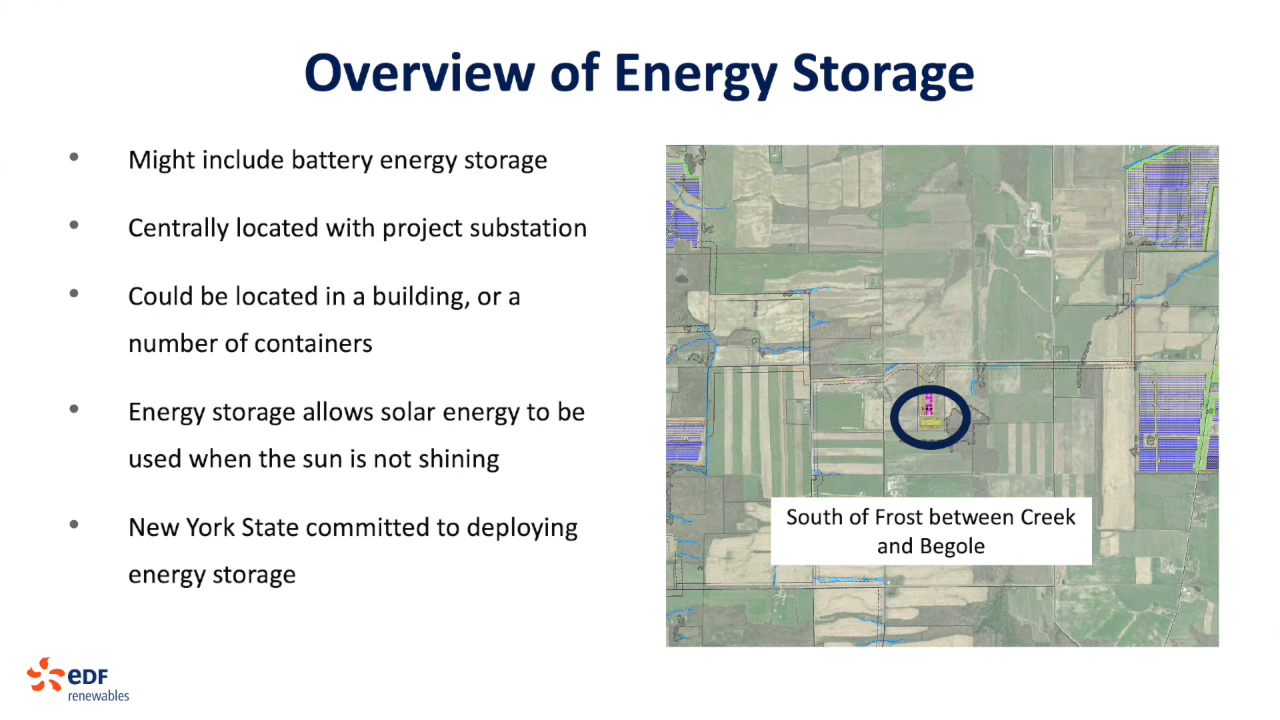 Overview of Energy Storage
• Might include battery energy storage
• Centrally located with project substation
• Could be located in a building, or a
number of containers
• Energy storage allows solar energy to be
used when the sun is not shining
• New York State committed to deploying
energy storage
South of Frost between Creek
and Begole
eDF
renewables